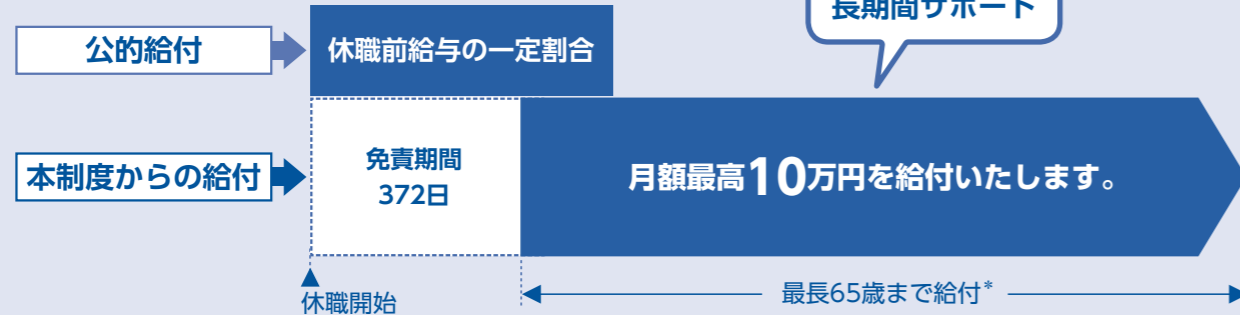 長期間サポート
公的給付
休職前給与の一定割合
本制度からの給付
免責期間
372日
月額最高10万円を給付いたします。
休職開始
最長65歳まで給付*